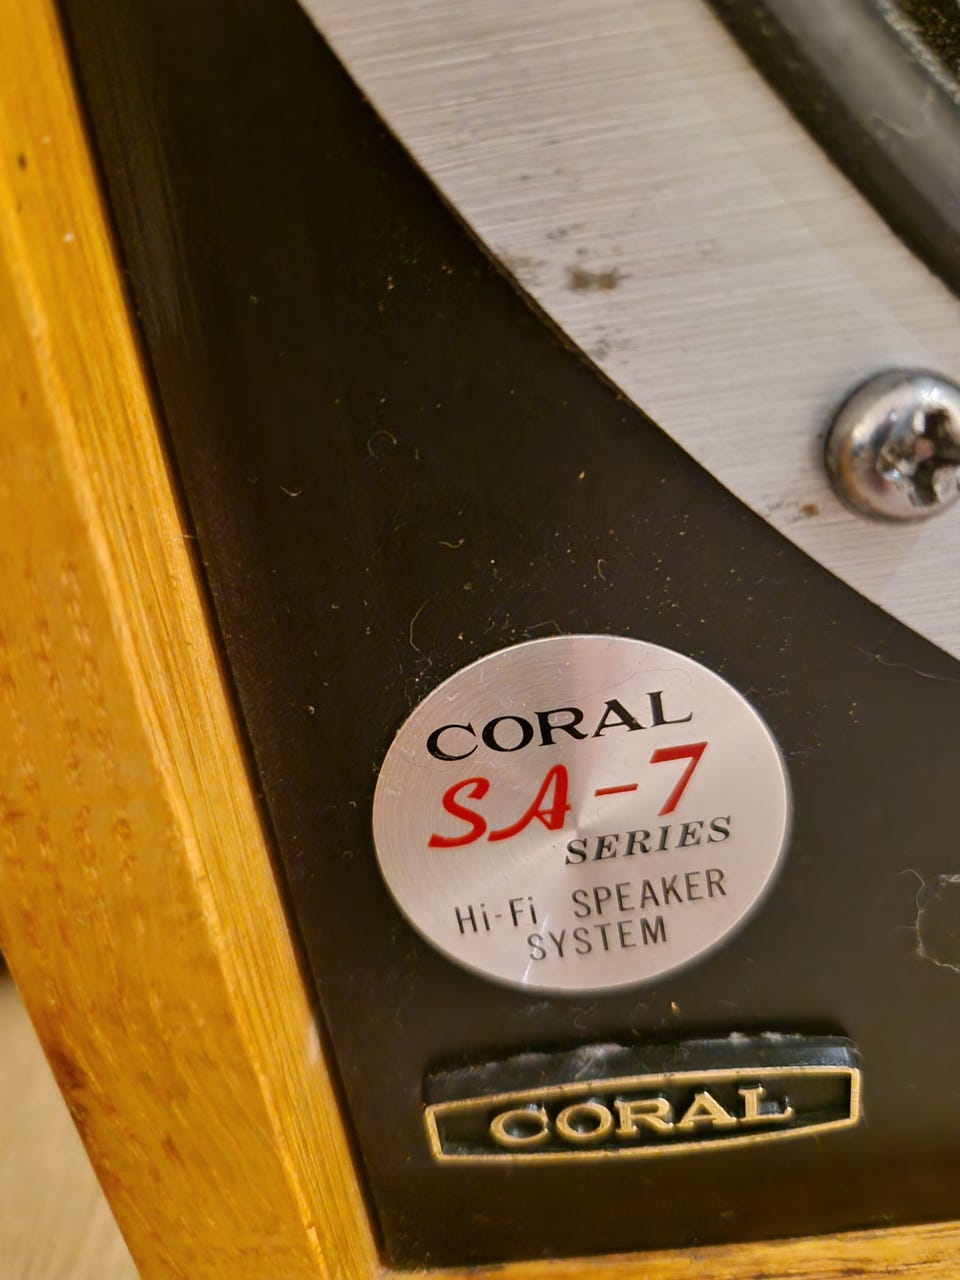 CORAL
SA-7
SERIES
Hi-Fi SPEAKER
SYSTEM
CORAL